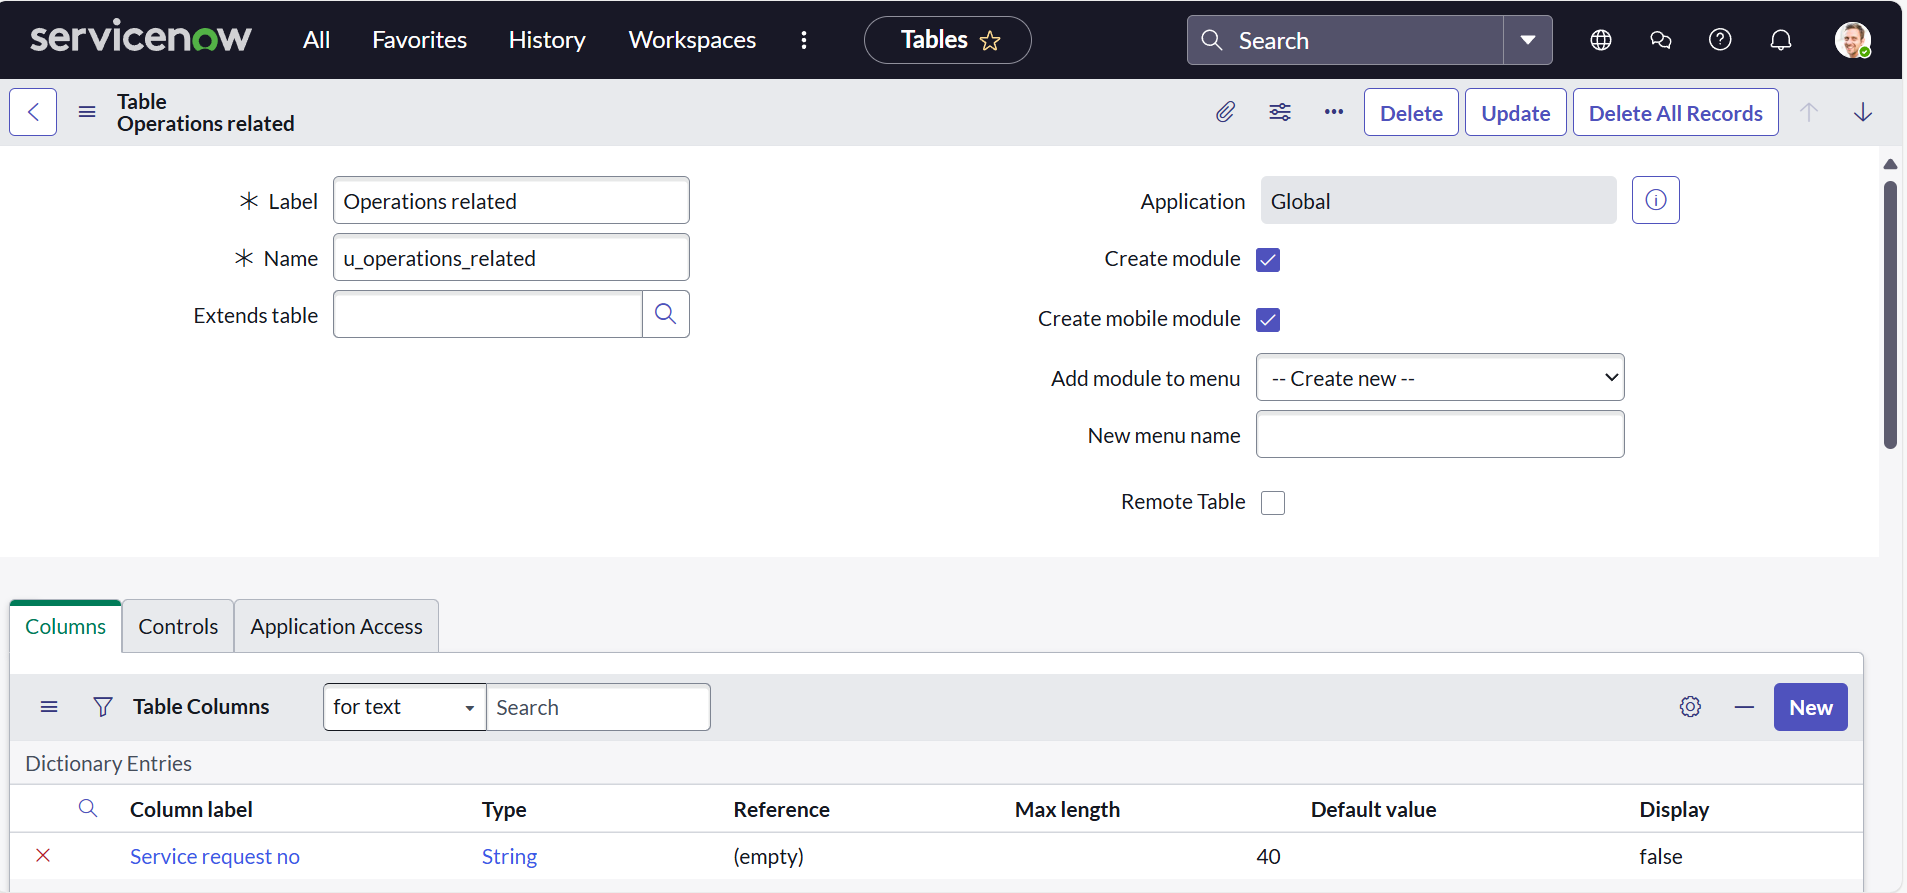 servicenow All Favorites History Workspaces Tables Search
Table
Operations related
Delete Update Delete All Records
Label Operations related
Application Global
Name u_operations_related
Create module
Extends table
Create mobile module
Add module to menu -- Create new --
New menu name
Remote Table
Columns Controls Application Access
Table Columns for text Search New
Dictionary Entries
Column label Type Reference Max length Default value Display
Service request no String (empty) 40 false